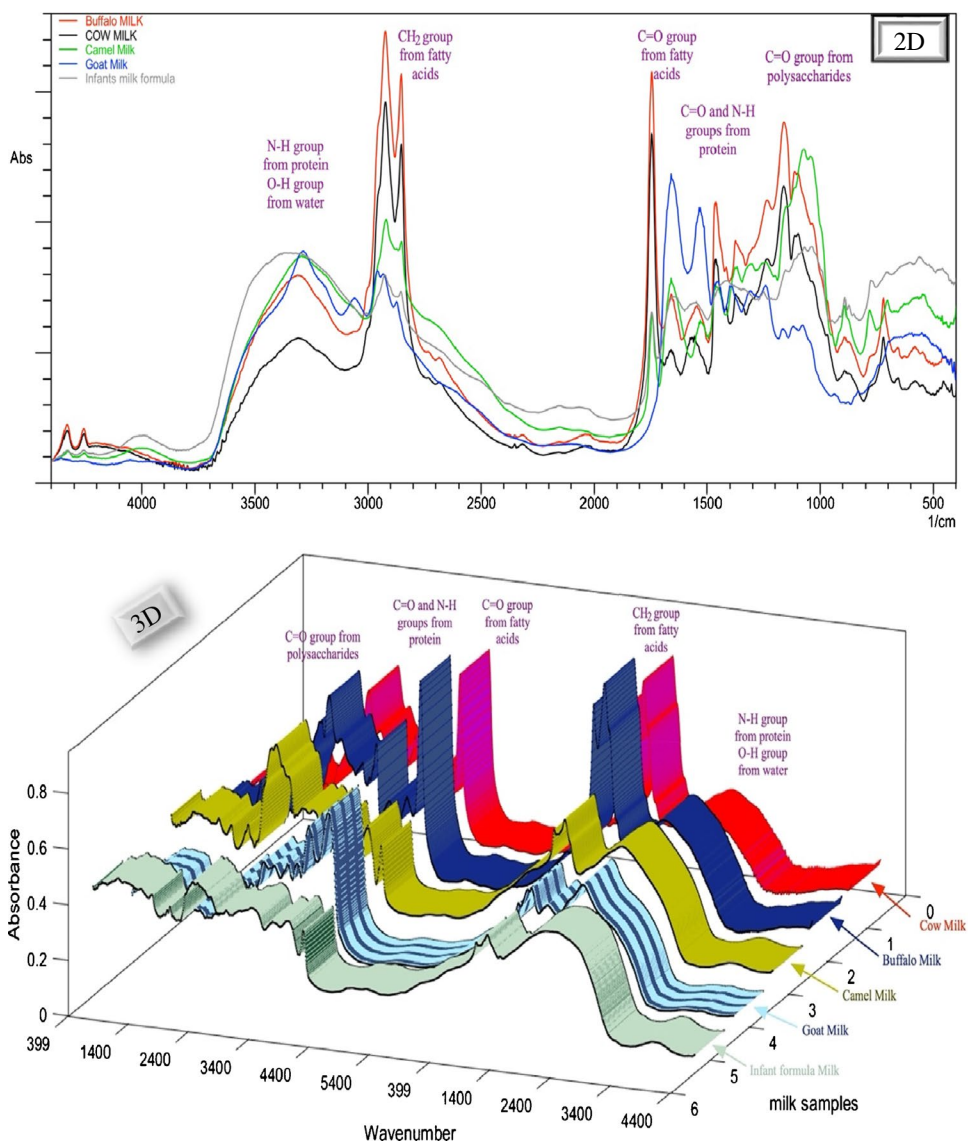 Buffalo MILK
COW MILK
Camel Milk
Goat Milk
Infants milk formula
CH2 group
from fatty
acids
C=O group
from fatty
acids
2D
C=O group from
polysaccharides
C=O and N-H
groups from
protein
N-H group
from protein
O-H group
from water
Abs
4000
3500
3000
2500
2000
1500
1000
500
1/cm
3D
C=O group from
polysaccharides
C=O and N-H
groups from
protein
C=O group
from fatty
acids
CH2 group
from fatty
acids
N-H group
from protein
O-H group
from water
0.8
0.6
0.4
0.2
0
Absorbance
399
1400
2400
3400
4400
5400
399
1400
2400
3400
4400
Wavenumber
0
1
2
3
4
5
6
milk samples
Cow Milk
Buffalo Milk
Camel Milk
Goat Milk
Infant formula Milk